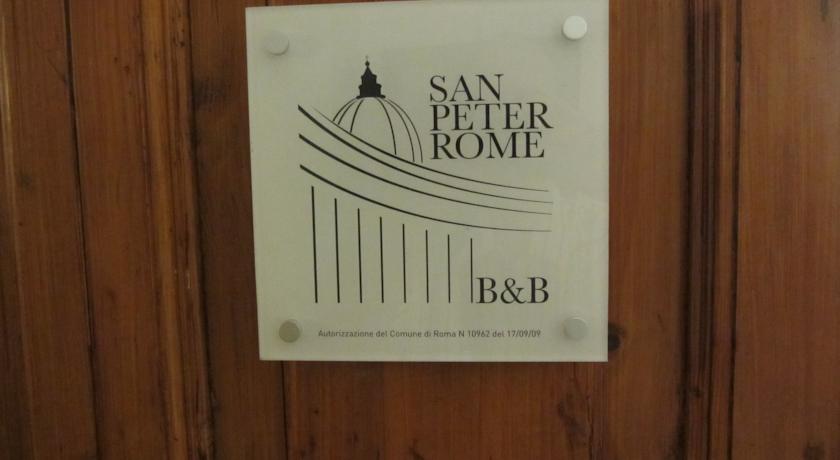 SAN
PETER
ROME
B&B
Autorizzazione del Comune di Roma N 10962 del 17/09/09